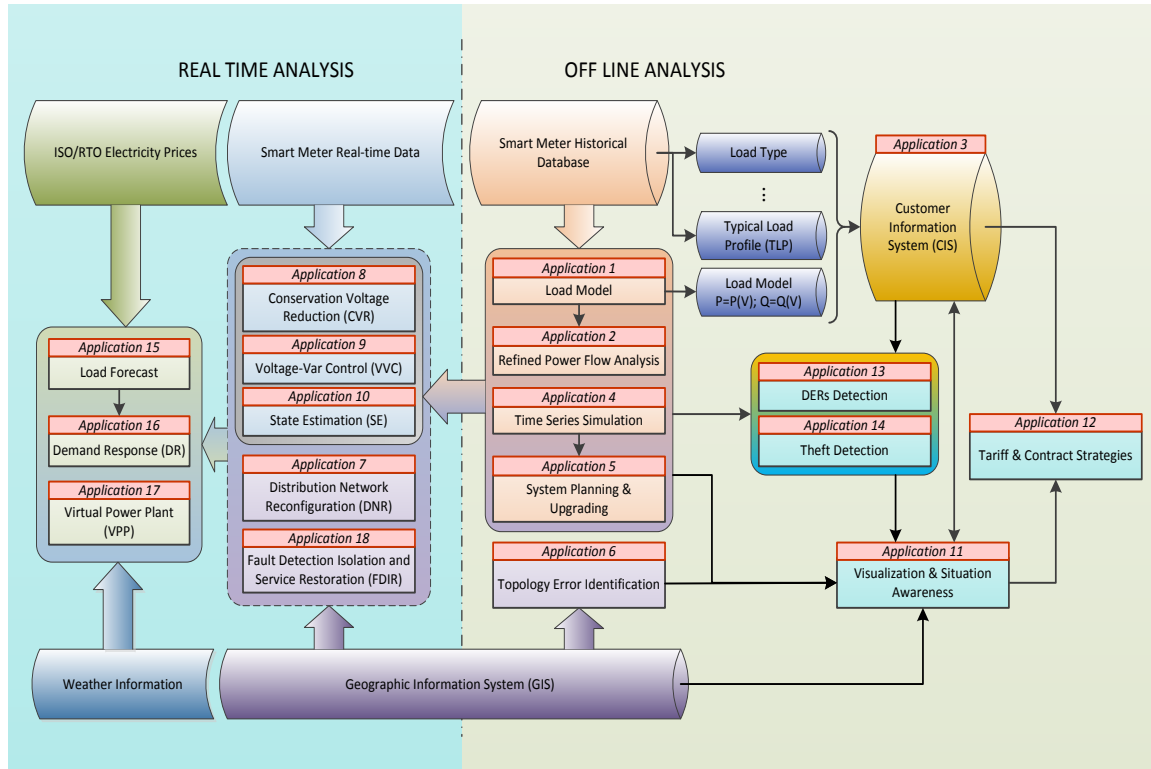 REAL TIME ANALYSIS
OFF LINE ANALYSIS
ISO/RTO Electricity Prices
Smart Meter Real-time Data
Smart Meter Historical
Database
Load Type
...
Typical Load
Profile (TLP)
Load Model
P=P(V); Q=Q(V)
Application 3
Customer
Information
System (CIS)
Application 15
Load Forecast
Application 16
Demand Response (DR)
Application 17
Virtual Power Plant
(VPP)
Application 8
Conservation Voltage
Reduction (CVR)
Application 9
Voltage-Var Control (VVC)
Application 10
State Estimation (SE)
Application 7
Distribution Network
Reconfiguration (DNR)
Application 18
Fault Detection Isolation and
Service Restoration (FDIR)
Application 1
Load Model
Application 2
Refined Power Flow Analysis
Application 4
Time Series Simulation
Application 5
System Planning &
Upgrading
Application 6
Topology Error Identification
Application 13
DERs Detection
Application 14
Theft Detection
Application 12
Tariff & Contract Strategies
Application 11
Visualization & Situation
Awareness
Weather Information
Geographic Information System (GIS)